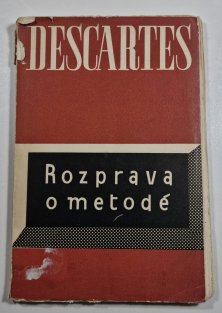 DESCARTES
Rozprava
o metodě